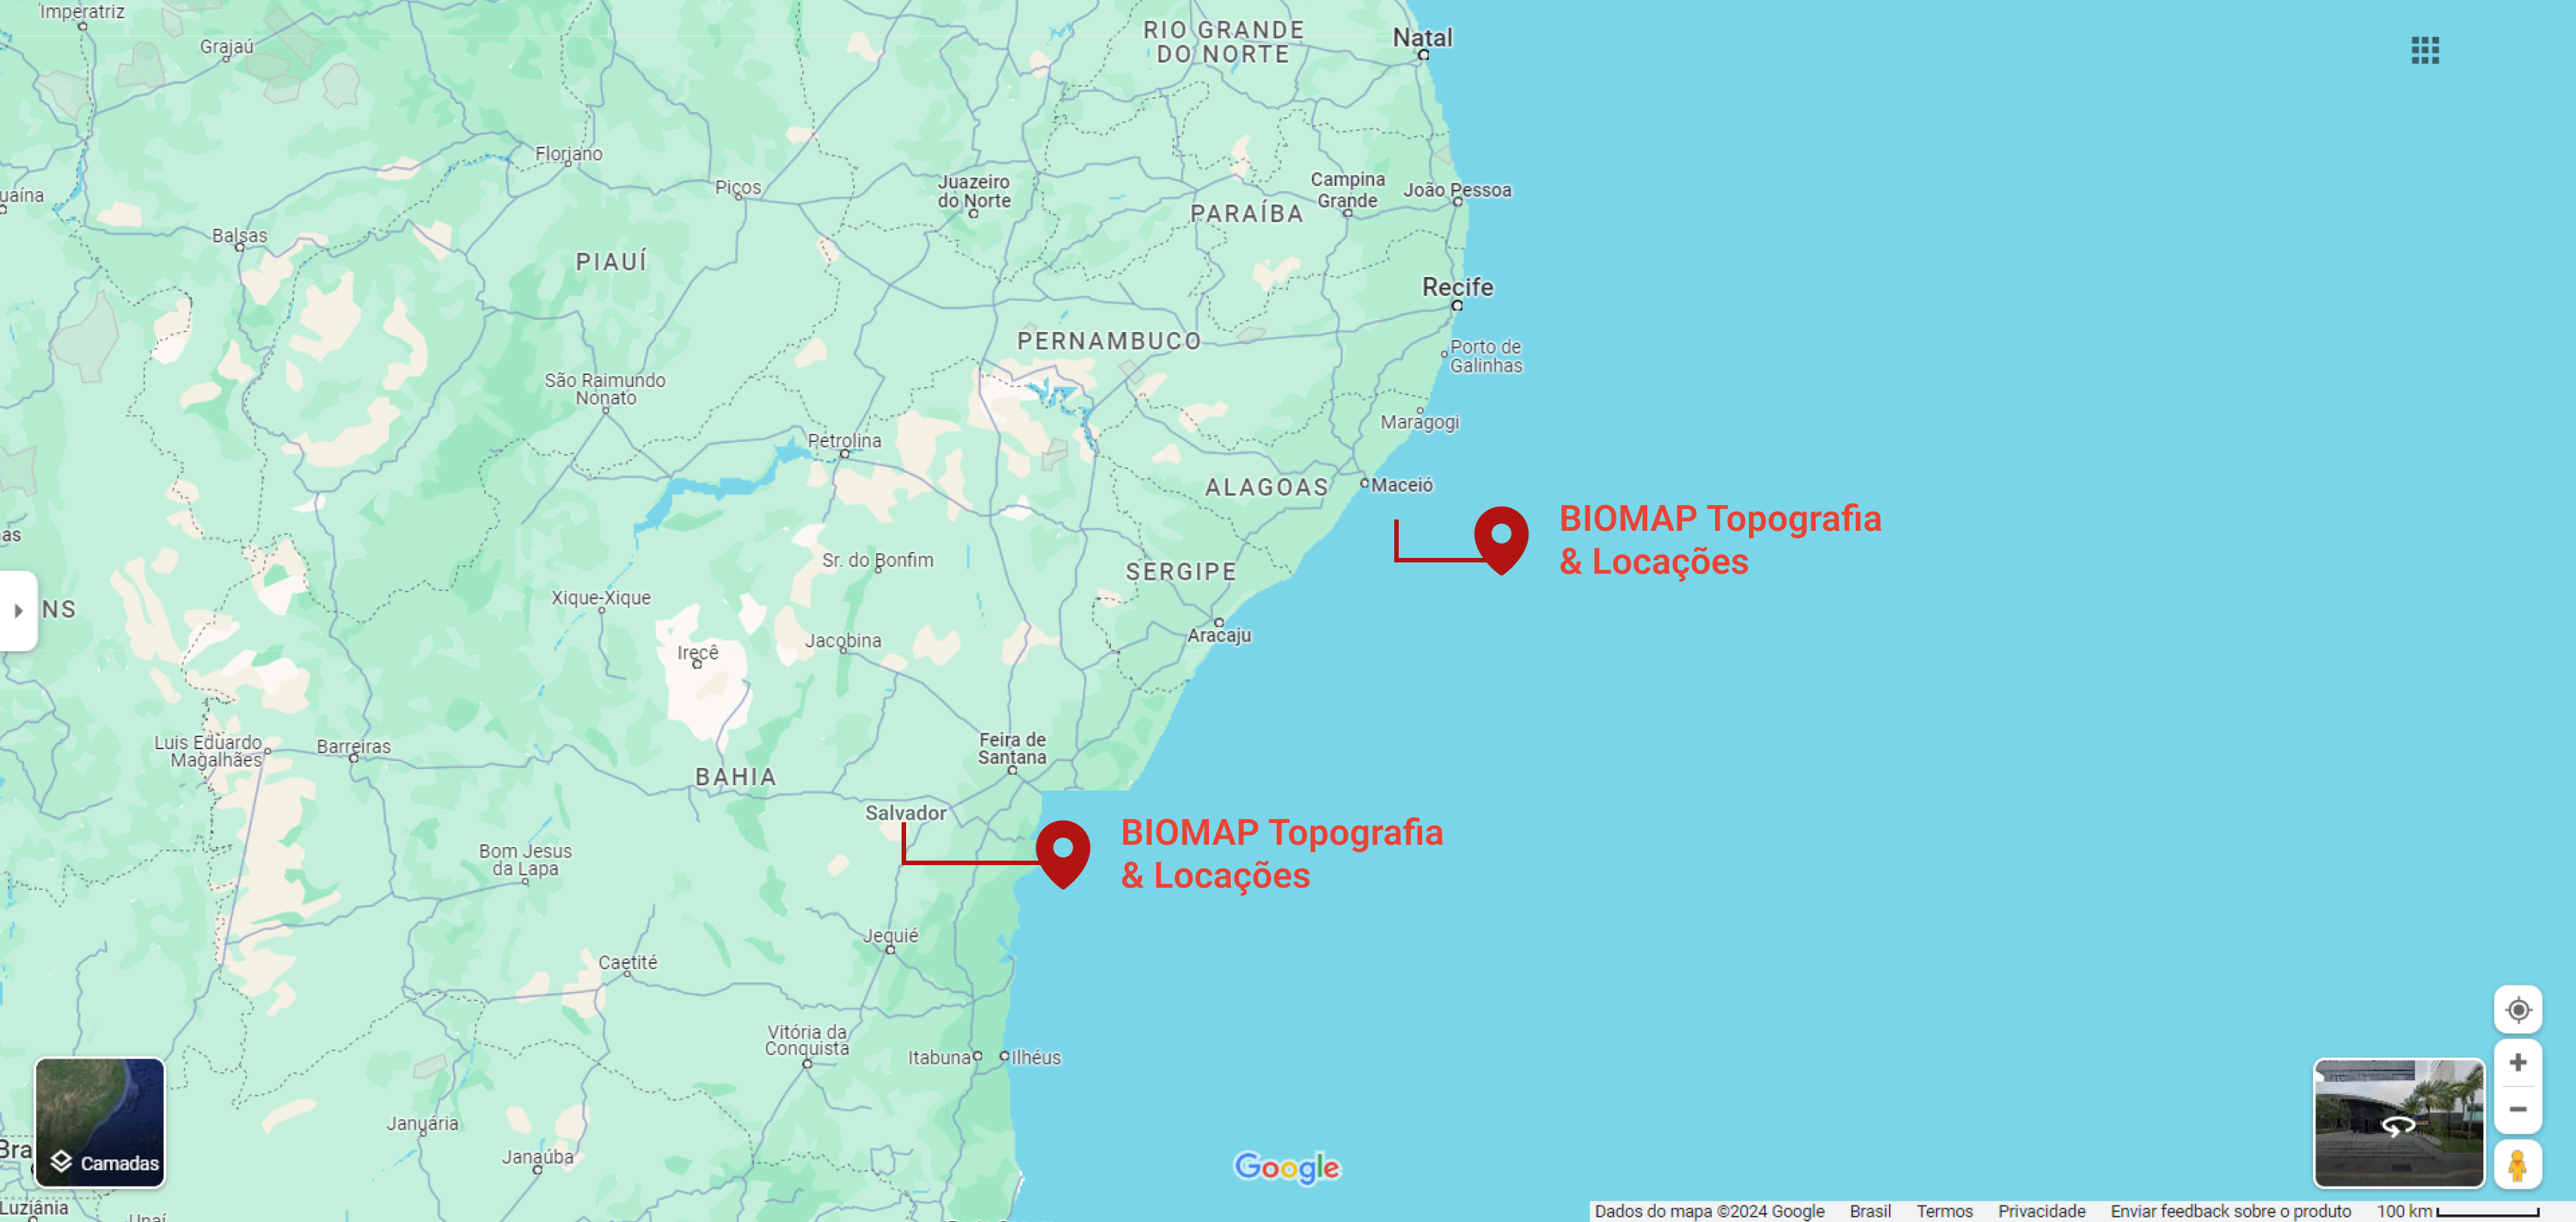 Imperatriz
Grajaú
RIO GRANDE
DO NORTE
Natal
Floriano
Picos
Juazeiro
do Norte
Campina
Grande
João Pessoa
uaína
PARAÍBA
Balsas
PIAUÍ
Recife
PERNAMBUCO
Porto de
Galinhas
São Raimundo
Nonato
Maragogi
Petrolina
ALAGOAS
Maceió
BIOMAP Topografia
& Locações
as
Sr. do Bonfim
SERGIPE
Xique-Xique
NS
Aracaju
Jacobina
Irecê
Luis Eduardo
Magalhães
Barreiras
Feira de
Santana
BAHIA
Salvador
BIOMAP Topografia
& Locações
Bom Jesus
da Lapa
Jequié
Caetité
Vitória da
Conquista
Itabuna
Ilhéus
Januária
Bra
Camadas
Janaúba
Google
Luziânia
Unaí
Dados do mapa ©2024 Google Brasil Termos Privacidade Enviar feedback sobre o produto 100 km